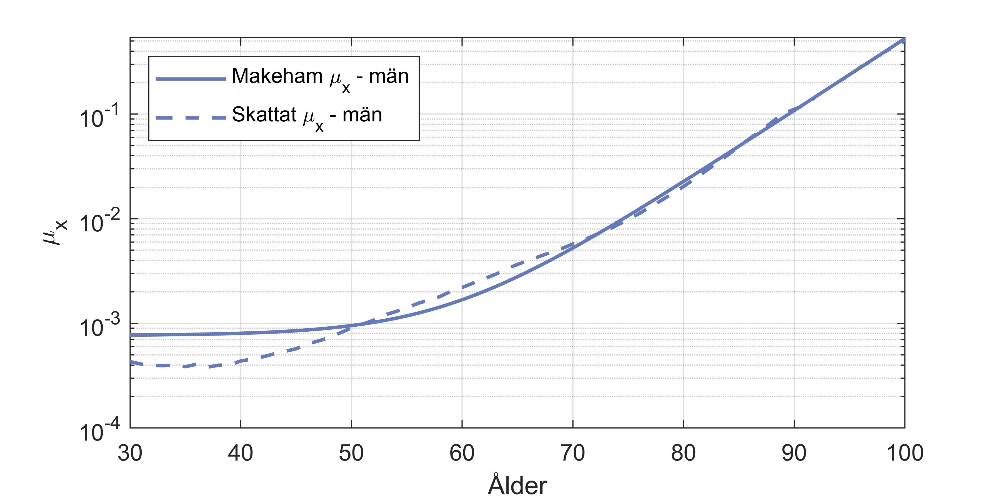 Makeham μx - män
Skattat μx - män
10-1
10-2
10-3
10-4
μx
30 40 50 60 70 80 90 100
Ålder